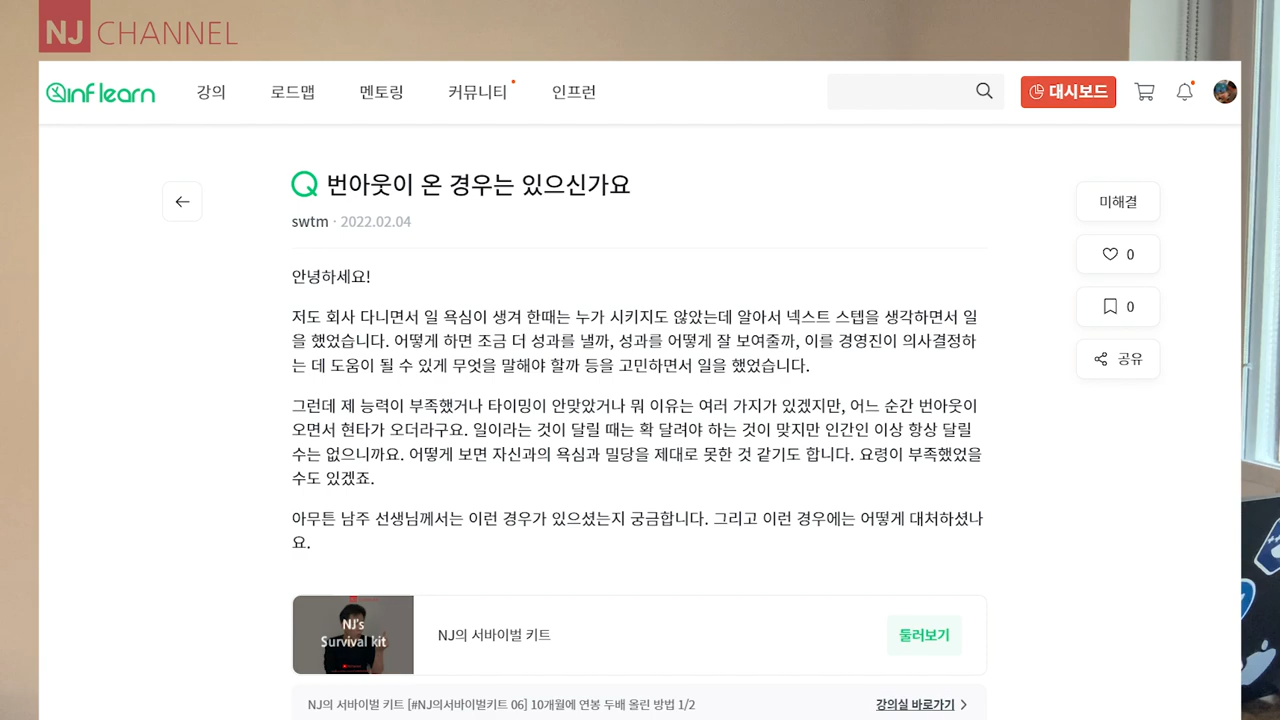 NJ CHANNEL
inflearn 강의 로드맵 멘토링 커뮤니티 인프런 대시보드
번아웃이 온 경우는 있으신가요
swtm · 2022.02.04
미해결
0
0
공유
안녕하세요!
저도 회사 다니면서 일 욕심이 생겨 한때는 누가 시키지도 않았는데 알아서 넥스트 스텝을 생각하면서 일
을 했었습니다. 어떻게 하면 조금 더 성과를 낼까, 성과를 어떻게 잘 보여줄까, 이를 경영진이 의사결정하
는 데 도움이 될 수 있게 무엇을 말해야 할까 등을 고민하면서 일을 했었습니다.
그런데 제 능력이 부족했거나 타이밍이 안맞았거나 뭐 이유는 여러 가지가 있겠지만, 어느 순간 번아웃이
오면서 현타가 오더라구요. 일이라는 것이 달릴 때는 확 달려야 하는 것이 맞지만 인간인 이상 항상 달릴
수는 없으니까요. 어떻게 보면 자신과의 욕심과 밀당을 제대로 못한 것 같기도 합니다. 요령이 부족했었을
수도 있겠죠.
아무튼 남주 선생님께서는 이런 경우가 있으셨는지 궁금합니다. 그리고 이런 경우에는 어떻게 대처하셨나
요.
NJ's
Survival kit
NJ의 서바이벌 키트
둘러보기
NJ의 서바이벌 키트 [#NJ의서바이벌키트 06] 10개월에 연봉 두배 올린 방법 1/2
강의실 바로가기